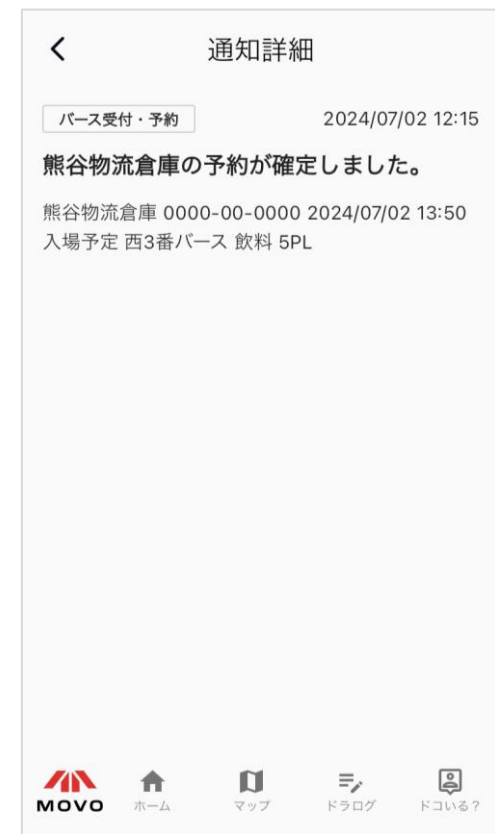 通知詳細
バース受付・予約 2024/07/02 12:15
熊谷物流倉庫の予約が確定しました。
熊谷物流倉庫 0000-00-0000 2024/07/02 13:50
入場予定 西3番バース 飲料 5PL
MOVO ホーム マップ ドラログ ドコいる?